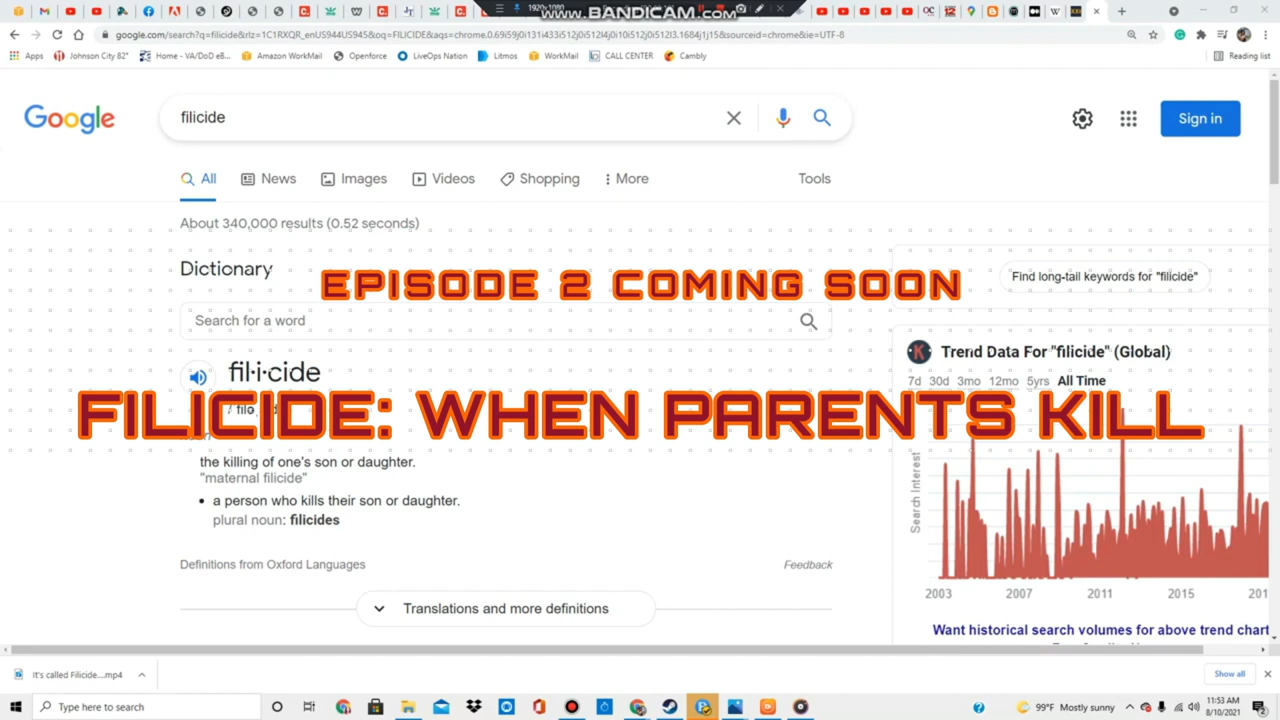 www.BANDICAM.com
1920x1080
google.com/search?q=filicide&rlz=1C1RXQR_enUS944US945&oq=FILICIDE&aqs=chrome.0.69i59j0i131i433i512j0i512l4j0i10i512j0i512l3.1684j1j15&sourceid=chrome&ie=UTF-8
Apps Johnson City 82° Home - VA/DoD eB... Amazon WorkMail Openforce LiveOps Nation Litmos WorkMail CALL CENTER Cambly Reading list
Google filicide Sign in
All News Images Videos Shopping More Tools
About 340,000 results (0.52 seconds)
Dictionary
Find long-tail keywords for "filicide"
EPISODE 2 COMING SOON
Search for a word
Trend Data For "filicide" (Global)
fil·i·cide
7d 30d 3mo 12mo 5yrs All Time
FILICIDE: WHEN PARENTS KILL
the killing of one's son or daughter.
"maternal filicide"
• a person who kills their son or daughter.
plural noun: filicides
Search Interest
Definitions from Oxford Languages Feedback
2003 2007 2011 2015 201
Translations and more definitions
Want historical search volumes for above trend chart
It's called Filicide....mp4 Show all
Type here to search 99°F Mostly sunny 11:53 AM
8/10/2021